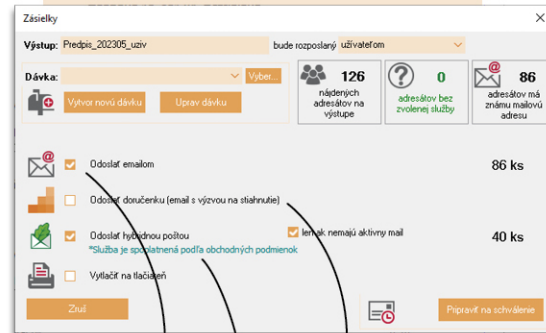 Zásielky
Výstup: Predpis_202305_uziv bude rozposlaný užívateľom
Dávka: Vyber...
Vytvor novú dávku Uprav dávku
126
nájdených
adresátov na
výstupe
0
adresátov bez
zvolenej služby
86
adresátov má
známu mailovú
adresu
Odoslať emailom 86 ks
Odoslať doručenku (email s výzvou na stiahnutie)
Odoslať hybridnou poštou len ak nemajú aktívny mail 40 ks
*Služba je spoplatnená podľa obchodných podmienok
Vytlačiť na tlačiareň
Zruš Pripraviť na schválenie